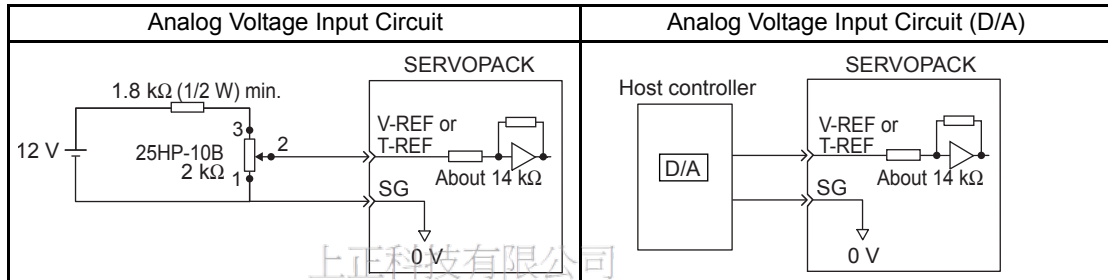 Analog Voltage Input Circuit
Analog Voltage Input Circuit (D/A)
SERVOPACK
1.8 kΩ (1/2 W) min.
V-REF or
T-REF
3
2
12 V
25HP-10B
2 kΩ
1
About 14 kΩ
SG
0 V
SERVOPACK
Host controller
V-REF or
T-REF
D/A
About 14 kΩ
SG
0 V
上正科技有限公司